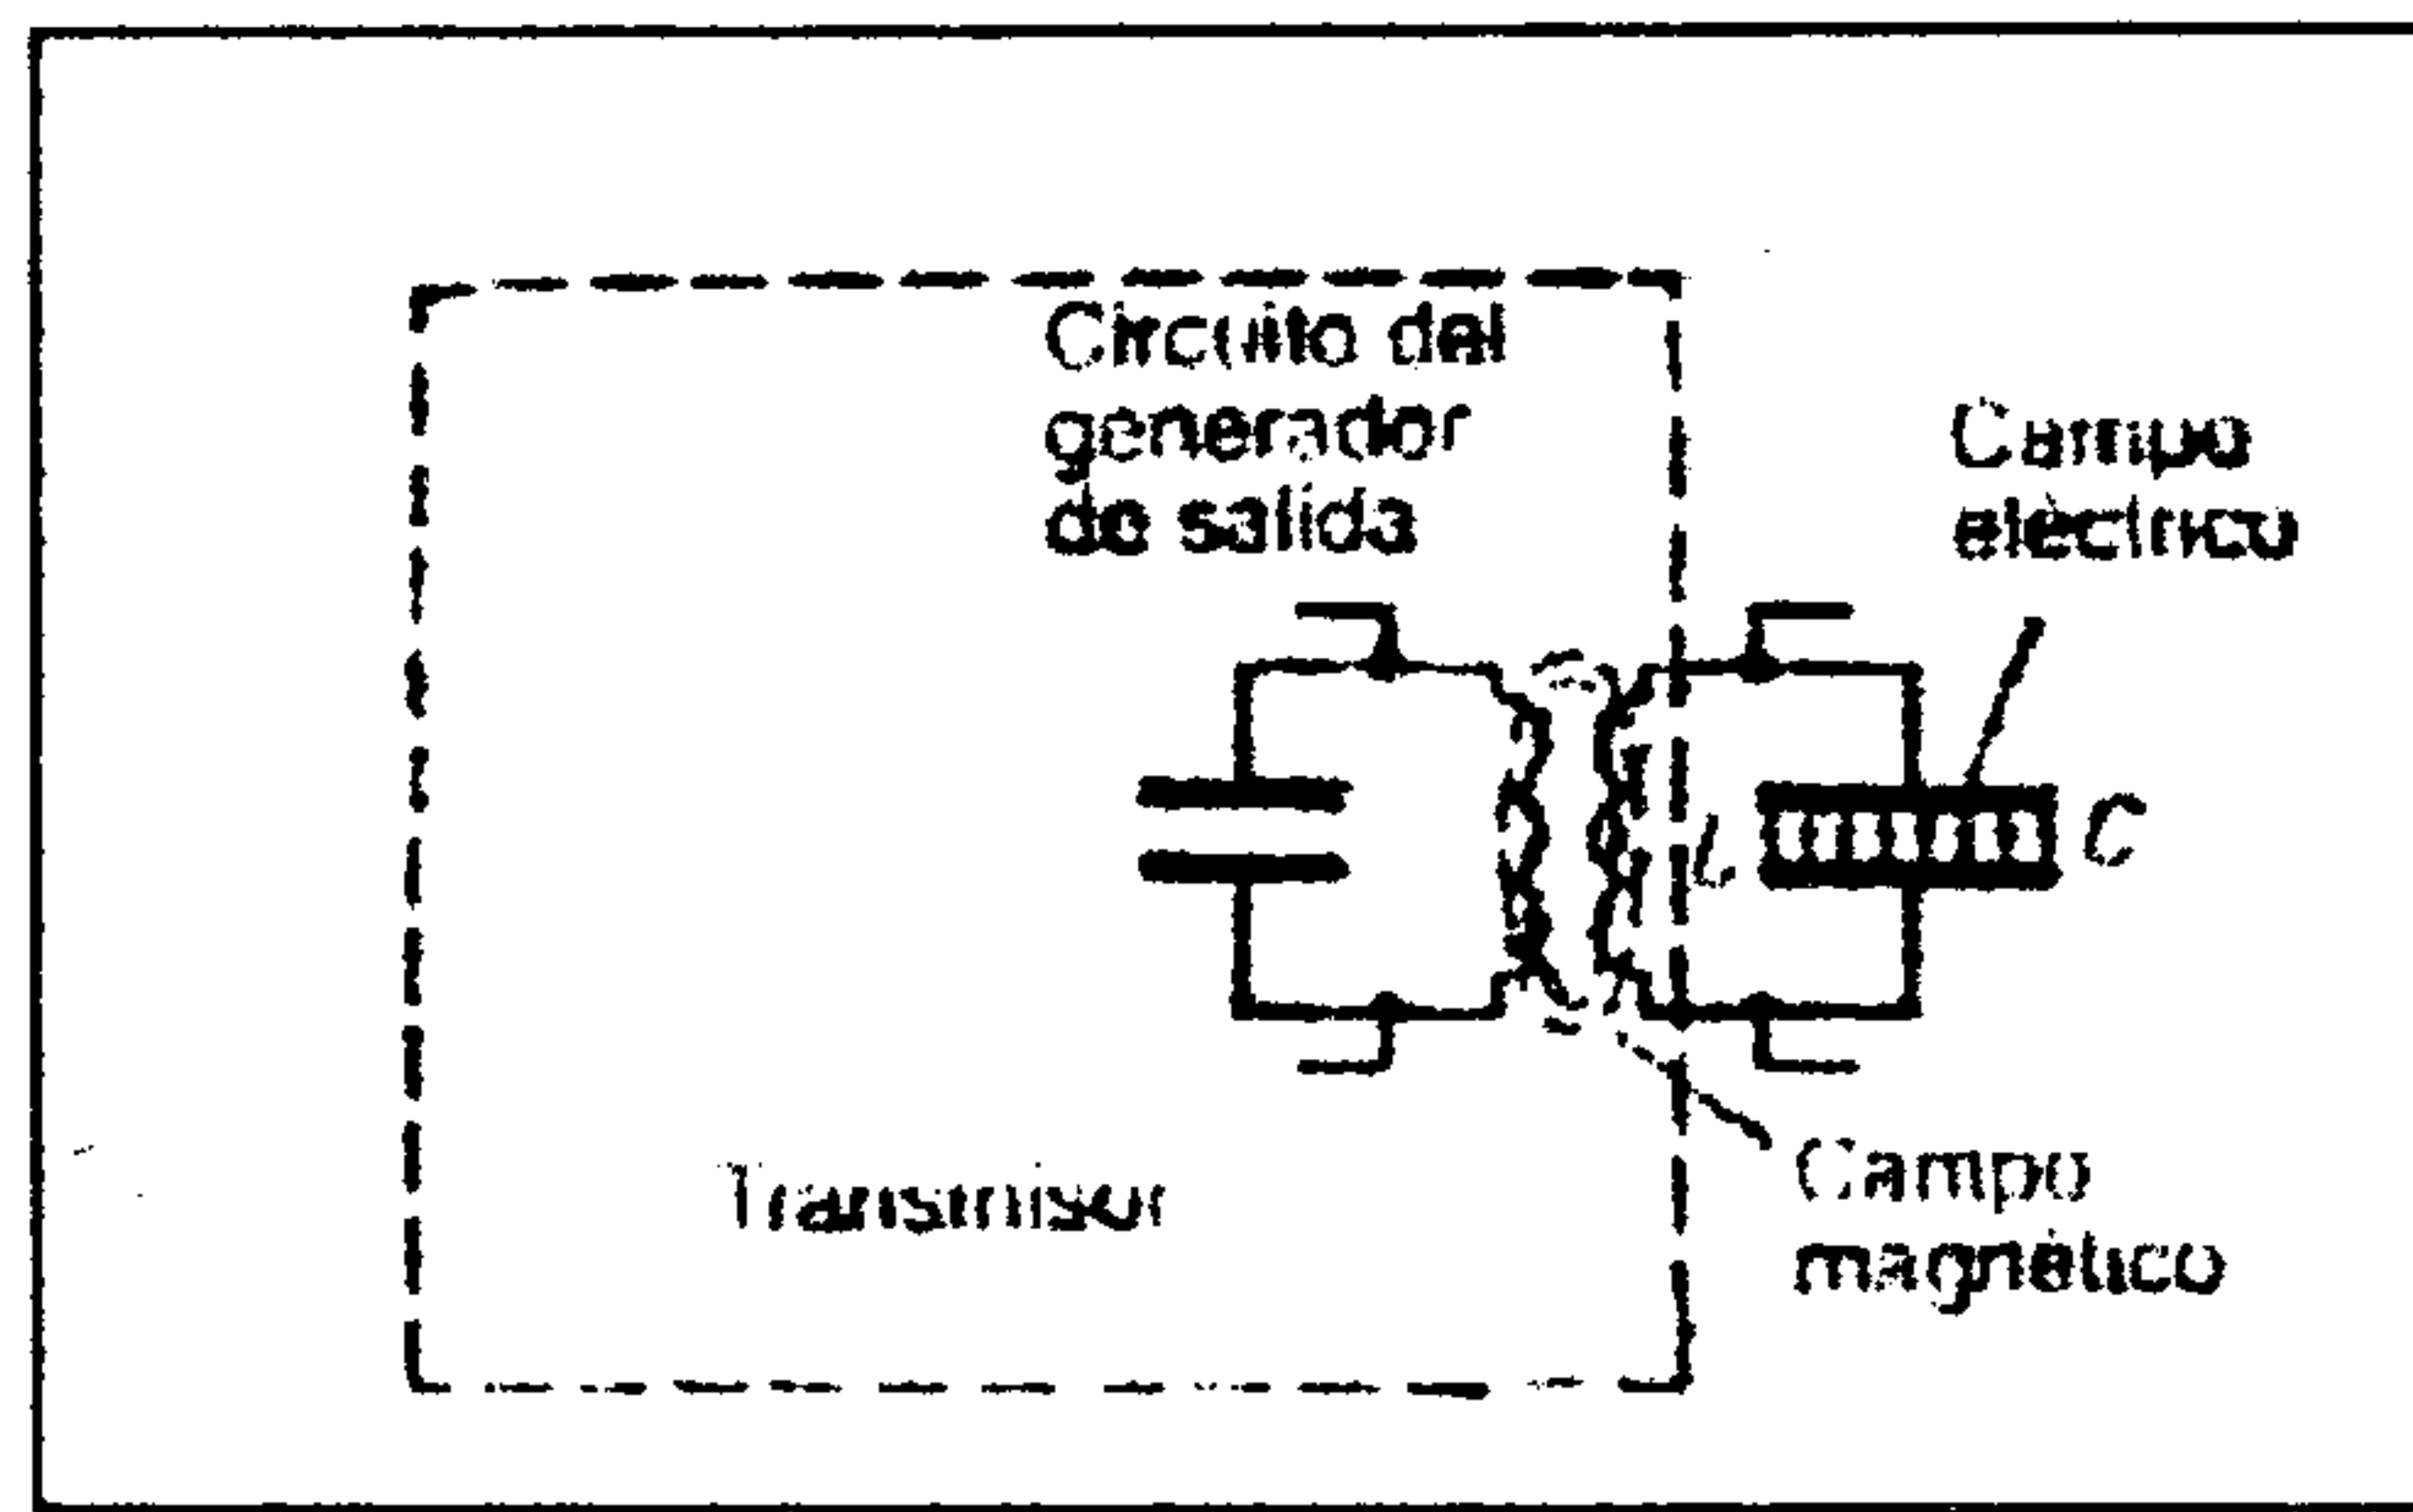 Circuito del
generador
de salida
Campo
eléctrico
L
C
Transmisor
Campo
magnético